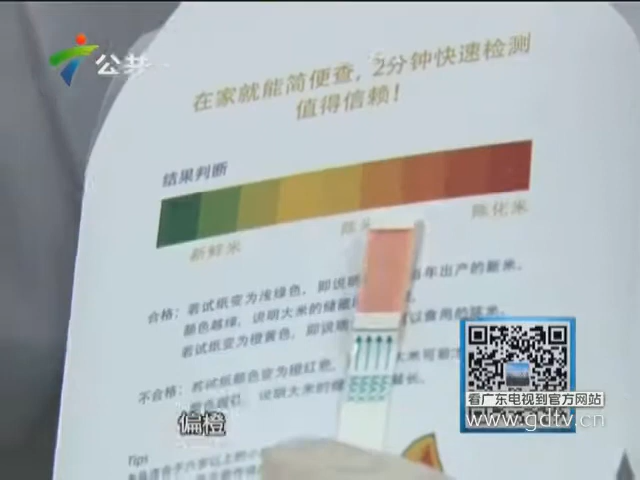 公共
在家就能简便查，2分钟快速检测
值得信赖！
结果判断
新鲜米
陈
陈化米
合格：若试纸变为浅绿色，即说明 年出产的新米。
颜色越绿，说明大米的储藏
若试纸变为橙黄色，即说明 以食用的陈米。
不合格：若试纸颜色变为橙红色， 大米可能
说明大米的储 延长。
偏橙
Tips
看广东电视到官方网站
www.gdtv.cn